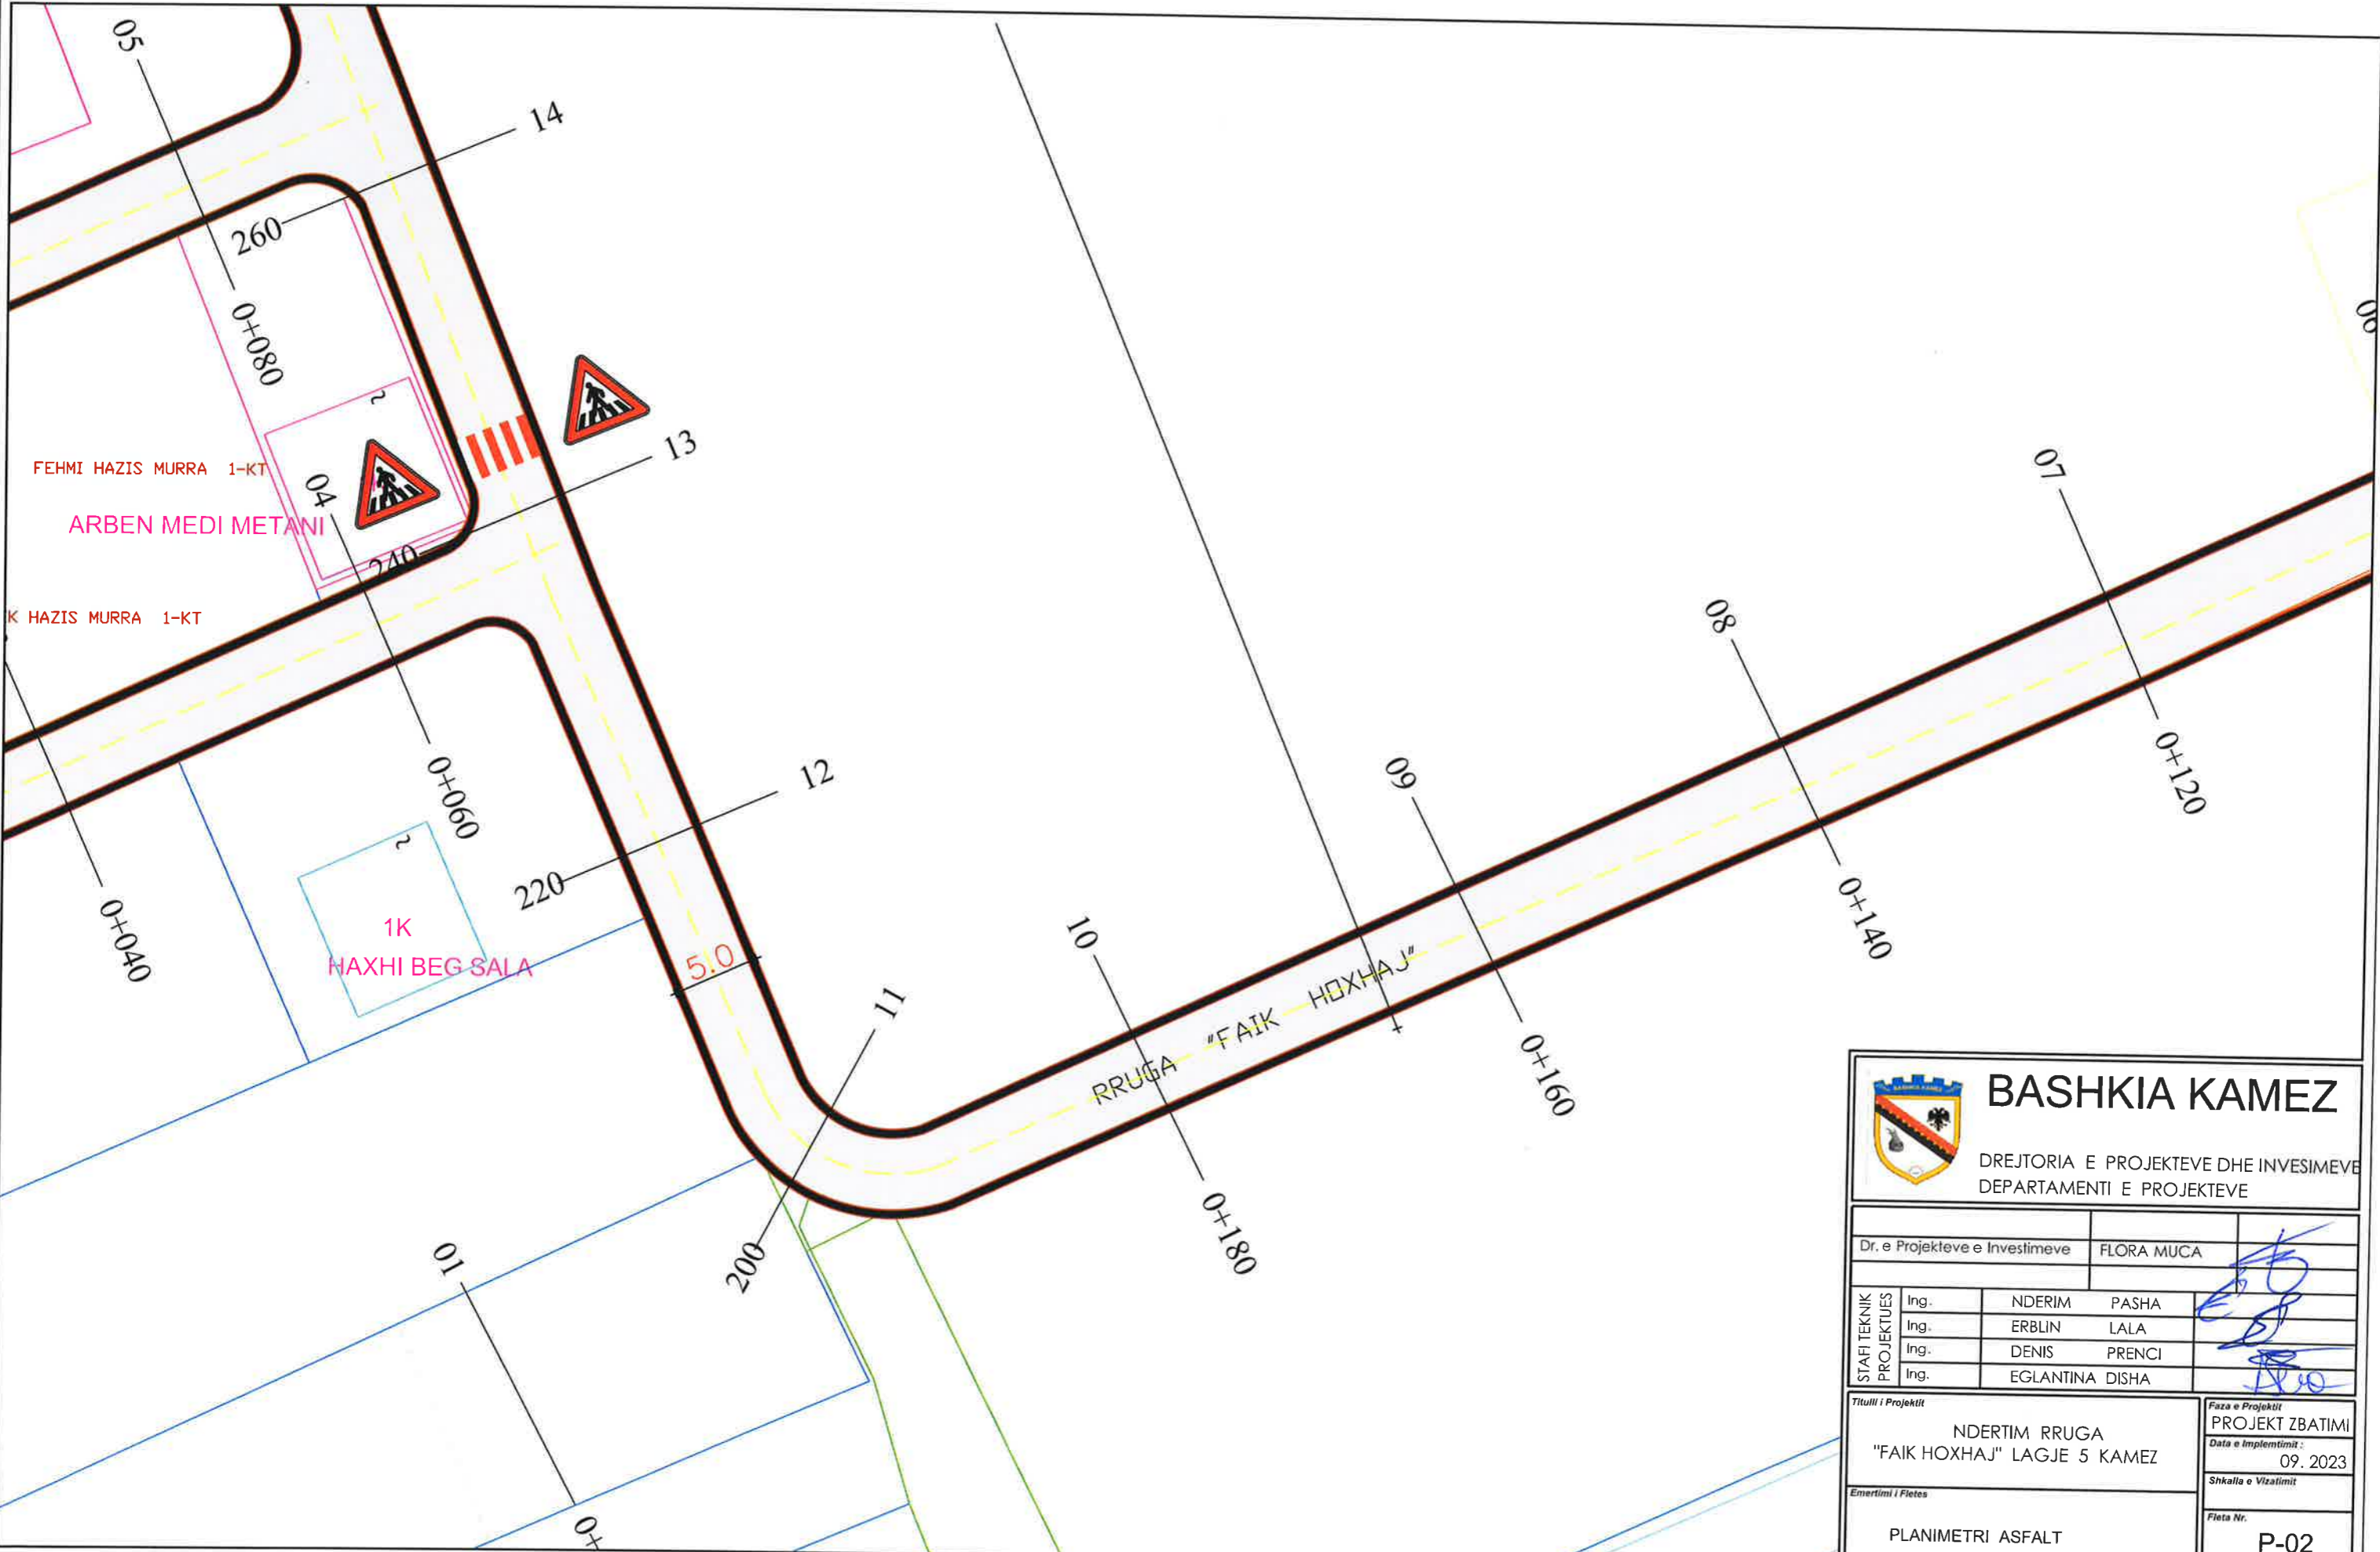 05
14
260
0+080
13
FEHMI HAZIS MURRA 1-KT
04
ARBEN MEDI METANI
240
K HAZIS MURRA 1-KT
06
07
08
09
0+120
12
0+060
220
0+040
1K
HAXHI BEG SALA
5.0
10
11
0+140
RRUGA "FAIK HOXHAJ"
0+160
0+180
200
01
0+
BASHKIA KAMEZ
BASHKIA KAMEZ
DREJTORIA E PROJEKTEVE DHE INVESIMEVE
DEPARTAMENTI E PROJEKTEVE
Dr. e Projekteve e Investimeve FLORA MUCA
STAFI TEKNIK
PROJEKTUES
Ing. NDERIM PASHA
Ing. ERBLIN LALA
Ing. DENIS PRENCI
Ing. EGLANTINA DISHA
Titulli i Projektit
NDERTIM RRUGA
"FAIK HOXHAJ" LAGJE 5 KAMEZ
Faza e Projektit
PROJEKT ZBATIMI
Data e Implemtimit :
09. 2023
Shkalla e Vizatimit
Emertimi i Fletes
PLANIMETRI ASFALT
Fleta Nr.
P-02